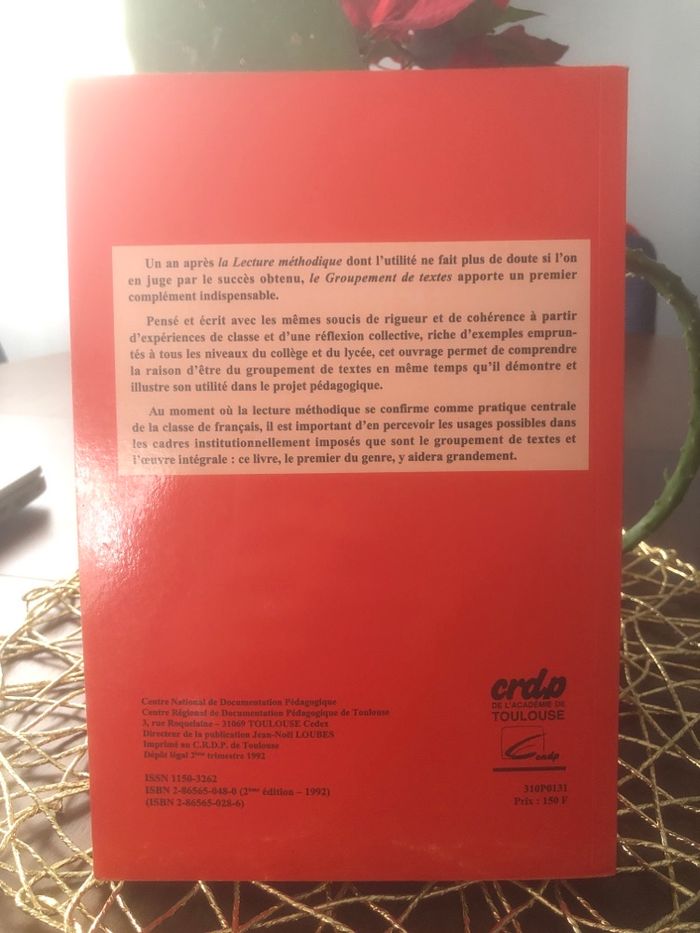 Un an après la Lecture méthodique dont l'utilité ne fait plus de doute si l'on
en juge par le succès obtenu, le Groupement de textes apporte un premier
complément indispensable.
Pensé et écrit avec les mêmes soucis de rigueur et de cohérence à partir
d'expériences de classe et d'une réflexion collective, riche d'exemples emprun-
tés à tous les niveaux du collège et du lycée, cet ouvrage permet de comprendre
la raison d'être du groupement de textes en même temps qu'il démontre et
illustre son utilité dans le projet pédagogique.
Au moment où la lecture méthodique se confirme comme pratique centrale
de la classe de français, il est important d'en percevoir les usages possibles dans
les cadres institutionnellement imposés que sont le groupement de textes et
l'œuvre intégrale : ce livre, le premier du genre, y aidera grandement.
Centre National de Documentation Pédagogique
Centre Régional de Documentation Pédagogique de Toulouse
3, rue Roquelaine – 31069 TOULOUSE Cedex
Directeur de la publication Jean-Noël LOUBES
Imprimé au C.R.D.P. de Toulouse
Dépôt légal 2ème trimestre 1992
ISSN 1150-3262
ISBN 2-86565-048-0 (2ème édition – 1992)
(ISBN 2-86565-028-6)
crdp
DE L'ACADÉMIE DE
TOULOUSE
cndp
310P0131
Prix : 150 F